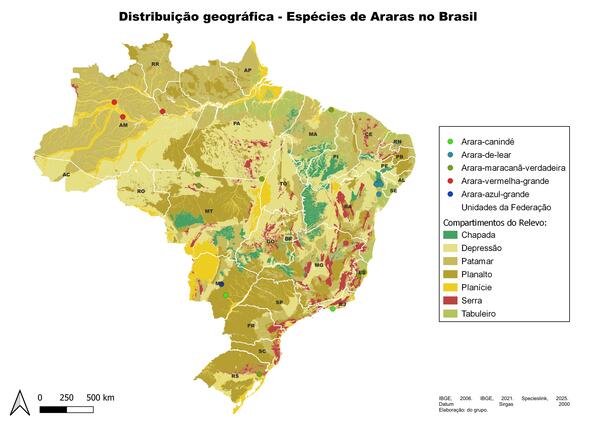 Distribuição geográfica - Espécies de Araras no Brasil
RR
AP
AM
PA
MA
CE
RN
PB
PI
PE
AL
SE
AC
RO
TO
MT
BA
GO
DF
MG
MS
ES
SP
RJ
PR
SC
RS
Arara-canindé
Arara-de-lear
Arara-maracanã-verdadeira
Arara-vermelha-grande
Arara-azul-grande
Unidades da Federação
Compartimentos do Relevo:
Chapada
Depressão
Patamar
Planalto
Planície
Serra
Tabuleiro
0 250 500 km
IBGE, 2006. IBGE, 2021. Specieslink, 2025.
Datum Sirgas 2000
Elaboração: do grupo.